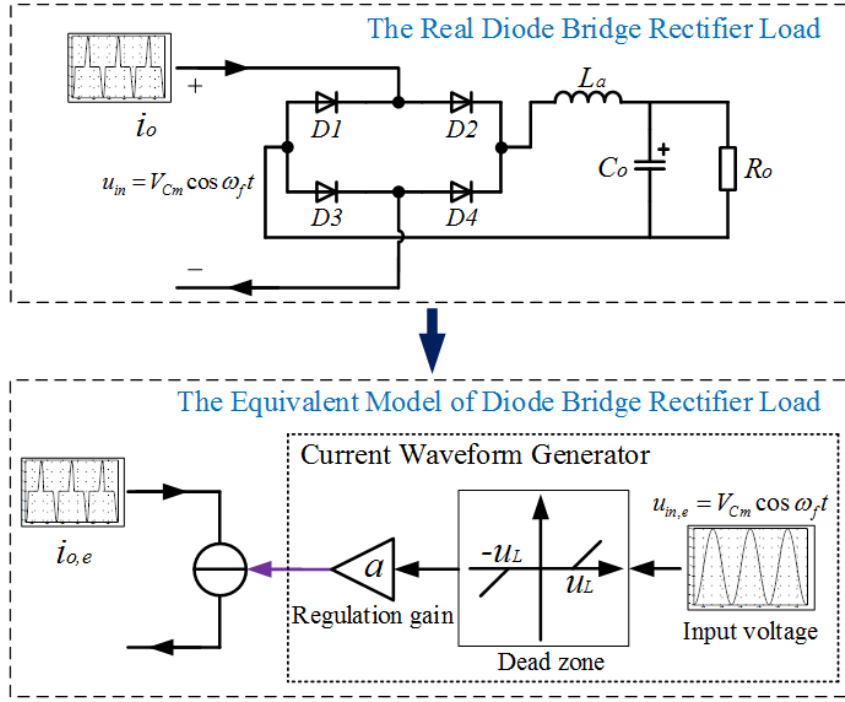 The Real Diode Bridge Rectifier Load
+
i_o
D1
D2
L_a
C_o
+
R_o
u_in = V_Cm cos ω_f t
D3
D4
−
The Equivalent Model of Diode Bridge Rectifier Load
Current Waveform Generator
i_o,e
a
Regulation gain
-u_L
u_L
Dead zone
u_in,e = V_Cm cos ω_f t
Input voltage